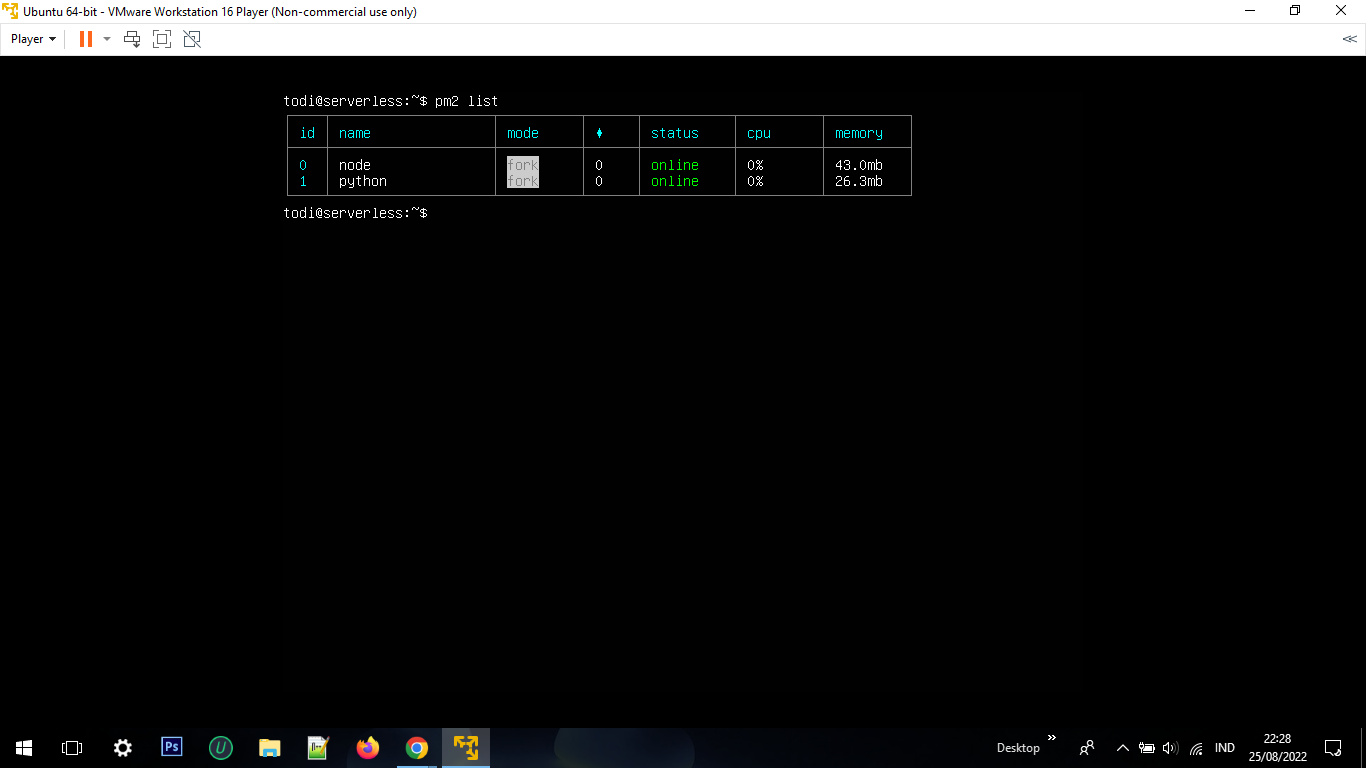 Ubuntu 64-bit - VMware Workstation 16 Player (Non-commercial use only)
Player
todi@serverless:~$ pm2 list
id name mode ♦ status cpu memory
0 node fork 0 online 0% 43.0mb
1 python fork 0 online 0% 26.3mb
todi@serverless:~$
Ps U Desktop IND 22:28
25/08/2022